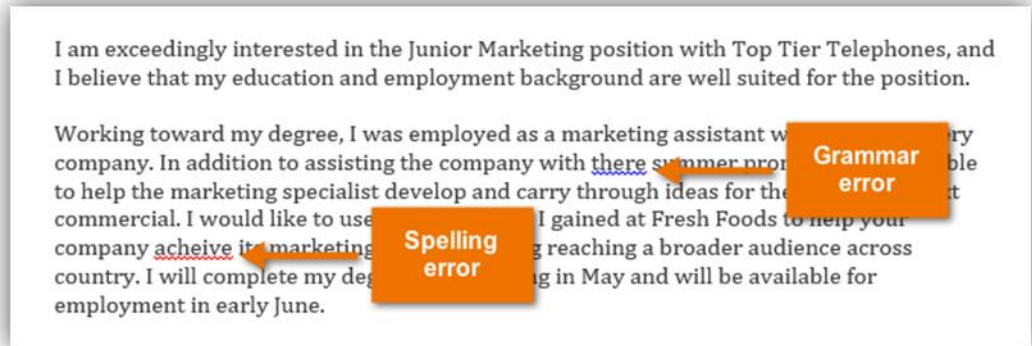 I am exceedingly interested in the Junior Marketing position with Top Tier Telephones, and
I believe that my education and employment background are well suited for the position.
Working toward my degree, I was employed as a marketing assistant
company. In addition to assisting the company with there summer
Grammar
error
to help the marketing specialist develop and carry through ideas for
commercial. I would like to use I gained at Fresh Foods to help your
company acheive its marketing reaching a broader audience across
Spelling
error
country. I will complete my in May and will be available for
employment in early June.